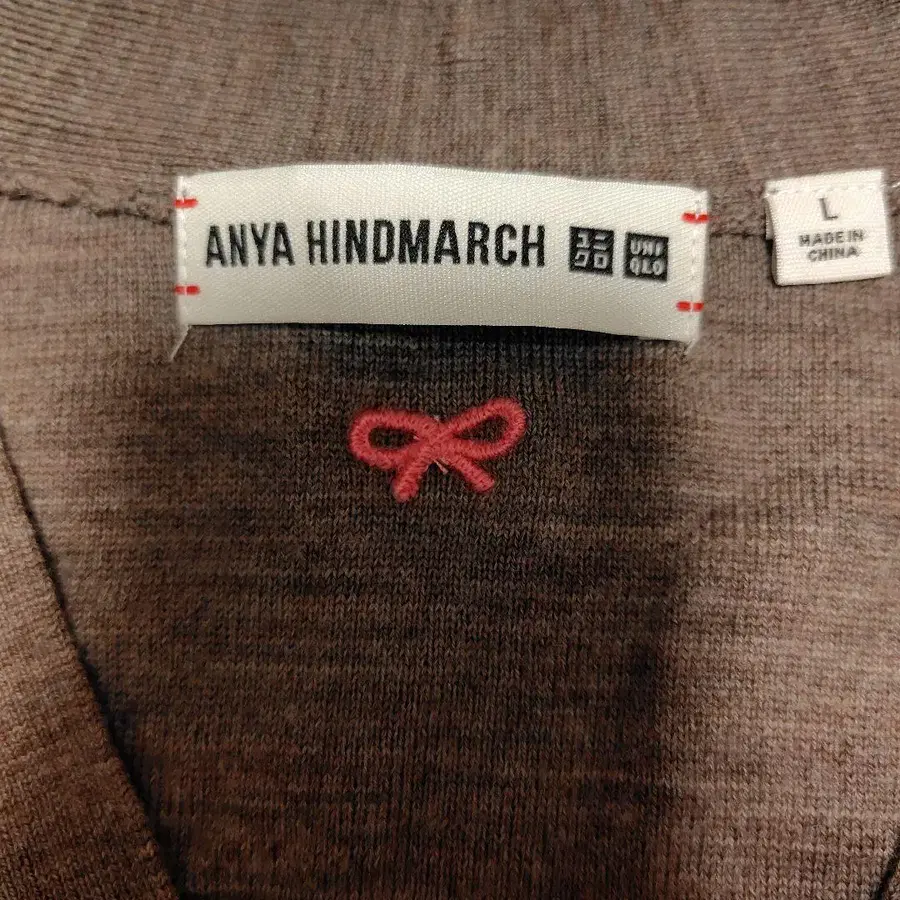 ANYA HINDMARCH
ユニ
クロ
UNI
QLO
L
MADE IN
CHINA